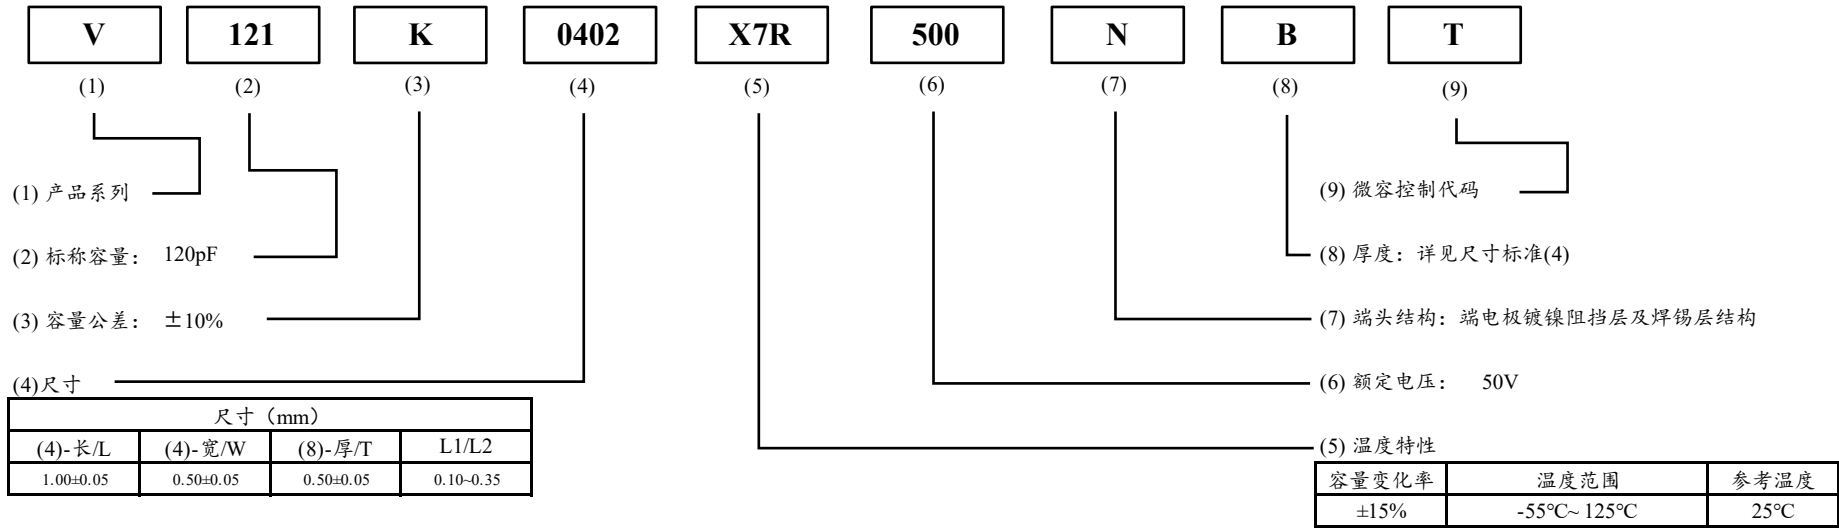 V 121 K 0402 X7R 500 N B T
(1) (2) (3) (4) (5) (6) (7) (8) (9)
(1) 产品系列
(9) 微容控制代码
(2) 标称容量： 120pF
(8) 厚度：详见尺寸标准(4)
(3) 容量公差： ±10%
(7) 端头结构：端电极镀镍阻挡层及焊锡层结构
(4)尺寸
(6) 额定电压： 50V
尺寸（mm）
(4)-长/L (4)-宽/W (8)-厚/T L1/L2
1.00±0.05 0.50±0.05 0.50±0.05 0.10~0.35
(5) 温度特性
容量变化率 温度范围 参考温度
±15% -55℃~ 125℃ 25℃